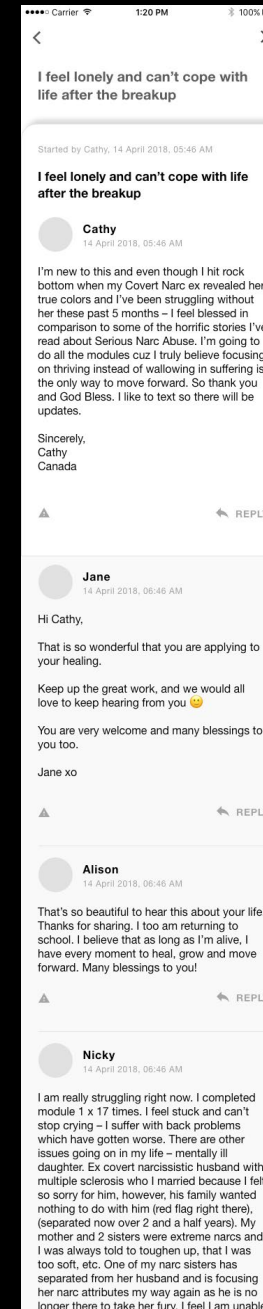 Carrier 1:20 PM 100%
I feel lonely and can't cope with
life after the breakup
Started by Cathy, 14 April 2018, 05:46 AM
I feel lonely and can't cope with life
after the breakup
Cathy
14 April 2018, 05:46 AM
I'm new to this and even though I hit rock
bottom when my Covert Narc ex revealed her
true colors and I've been struggling without
her these past 5 months – I feel blessed in
comparison to some of the horrific stories I've
read about Serious Narc Abuse. I'm going to
do all the modules cuz I truly believe focusing
on thriving instead of wallowing in suffering is
the only way to move forward. So thank you
and God Bless. I like to text so there will be
updates.
Sincerely,
Cathy
Canada
REPL
Jane
14 April 2018, 06:46 AM
Hi Cathy,
That is so wonderful that you are applying to
your healing.
Keep up the great work, and we would all
love to keep hearing from you 🙂
You are very welcome and many blessings to
you too.
Jane xo
REPL
Alison
14 April 2018, 06:46 AM
That's so beautiful to hear this about your life
Thanks for sharing. I too am returning to
school. I believe that as long as I'm alive, I
have every moment to heal, grow and move
forward. Many blessings to you!
REPL
Nicky
14 April 2018, 06:46 AM
I am really struggling right now. I completed
module 1 x 17 times. I feel stuck and can't
stop crying – I suffer with back problems
which have gotten worse. There are other
issues going on in my life – mentally ill
daughter. Ex covert narcissistic husband with
multiple sclerosis who I married because I fel
so sorry for him, however, his family wanted
nothing to do with him (red flag right there),
(separated now over 2 and a half years). My
mother and 2 sisters were extreme narcs and
I was always told to toughen up, that I was
too soft, etc. One of my narc sisters has
separated from her husband and is focusing
her narc attributes my way again as he is no
longer there to take her fury. I feel I am unabl